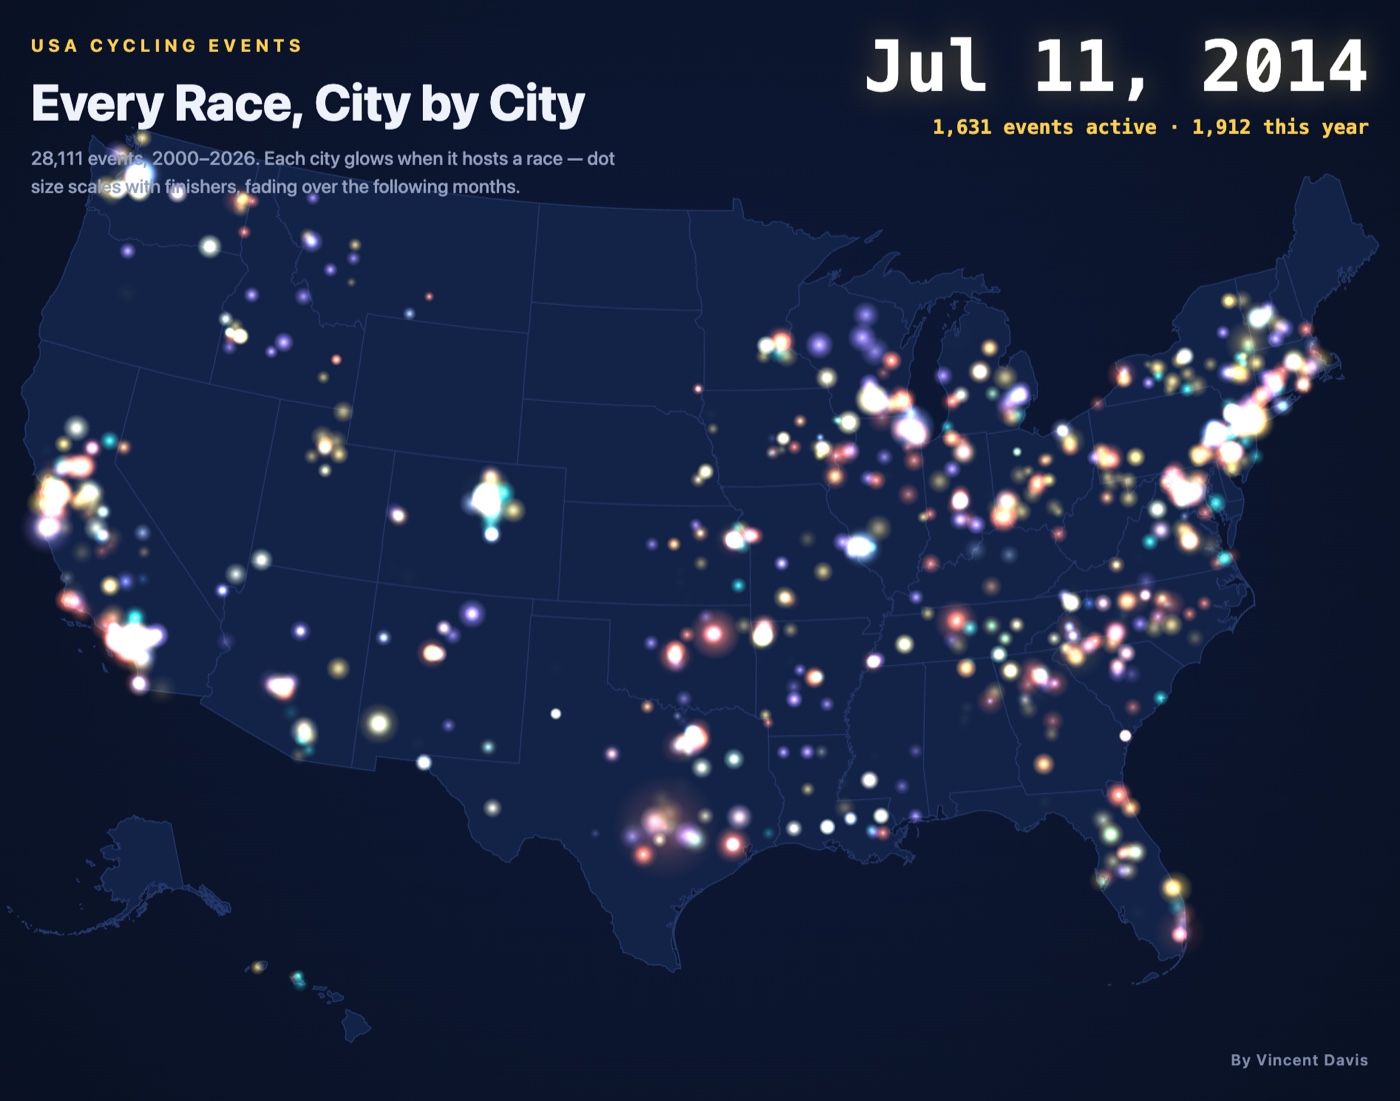 USA CYCLING EVENTS
Every Race, City by City
28,111 events, 2000–2026. Each city glows when it hosts a race — dot
size scales with finishers, fading over the following months.
Jul 11, 2014
1,631 events active · 1,912 this year
By Vincent Davis